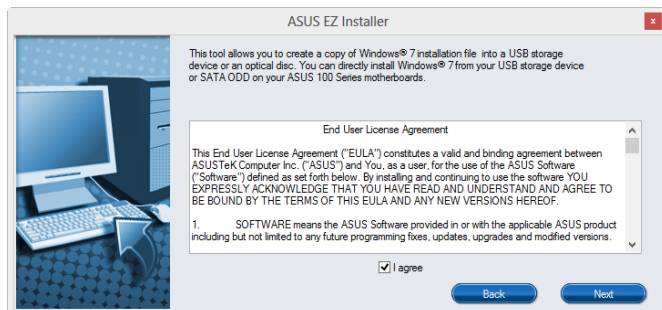 ASUS EZ Installer
x
This tool allows you to create a copy of Windows® 7 installation file into a USB storage
device or an optical disc. You can directly install Windows® 7 from your USB storage device
or SATA ODD on your ASUS 100 Series motherboards.
End User License Agreement
This End User License Agreement ("EULA") constitutes a valid and binding agreement between
ASUSTeK Computer Inc. ("ASUS") and You, as a user, for the use of the ASUS Software
("Software") defined as set forth below. By installing and continuing to use the software YOU
EXPRESSLY ACKNOWLEDGE THAT YOU HAVE READ AND UNDERSTAND AND AGREE TO
BE BOUND BY THE TERMS OF THIS EULA AND ANY NEW VERSIONS HEREOF.
1. SOFTWARE means the ASUS Software provided in or with the applicable ASUS product
including but not limited to any future programming fixes, updates, upgrades and modified versions.
I agree
Back Next